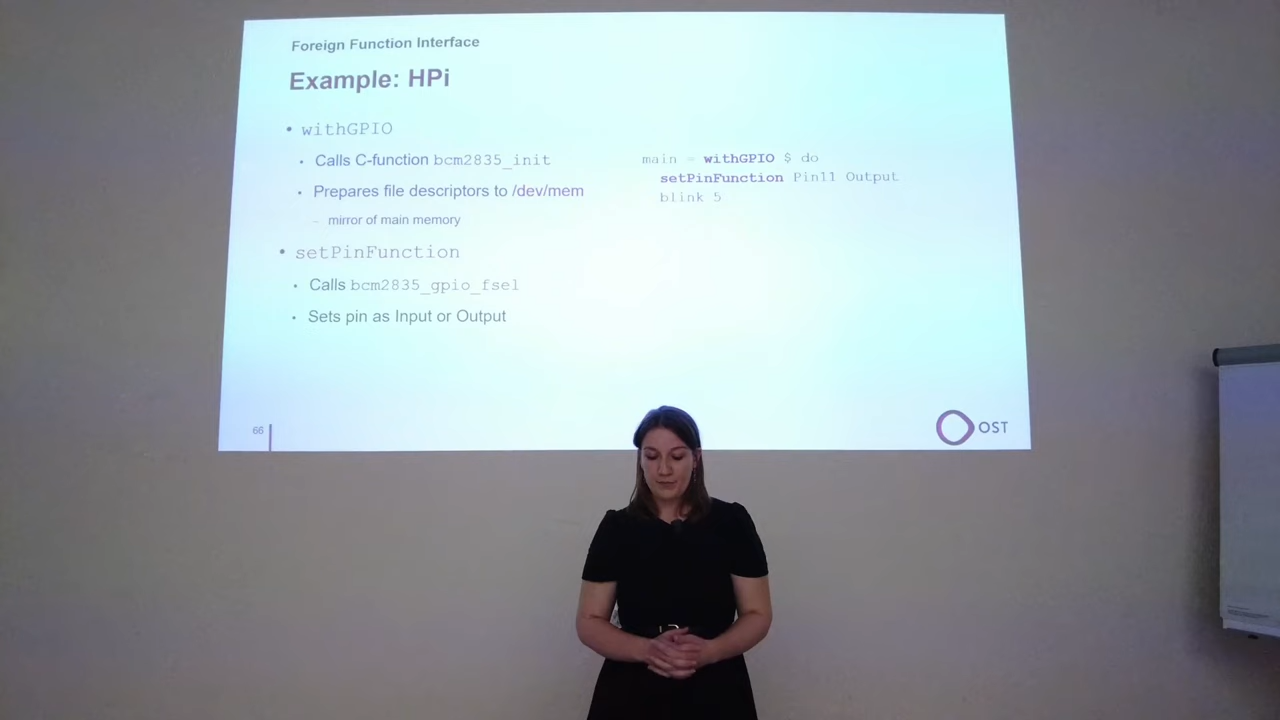 Foreign Function Interface
Example: HPi
• withGPIO
• Calls C-function bcm2835_init
• Prepares file descriptors to /dev/mem
– mirror of main memory
• setPinFunction
• Calls bcm2835_gpio_fsel
• Sets pin as Input or Output
main = withGPIO $ do
setPinFunction Pin11 Output
blink 5
66
OST